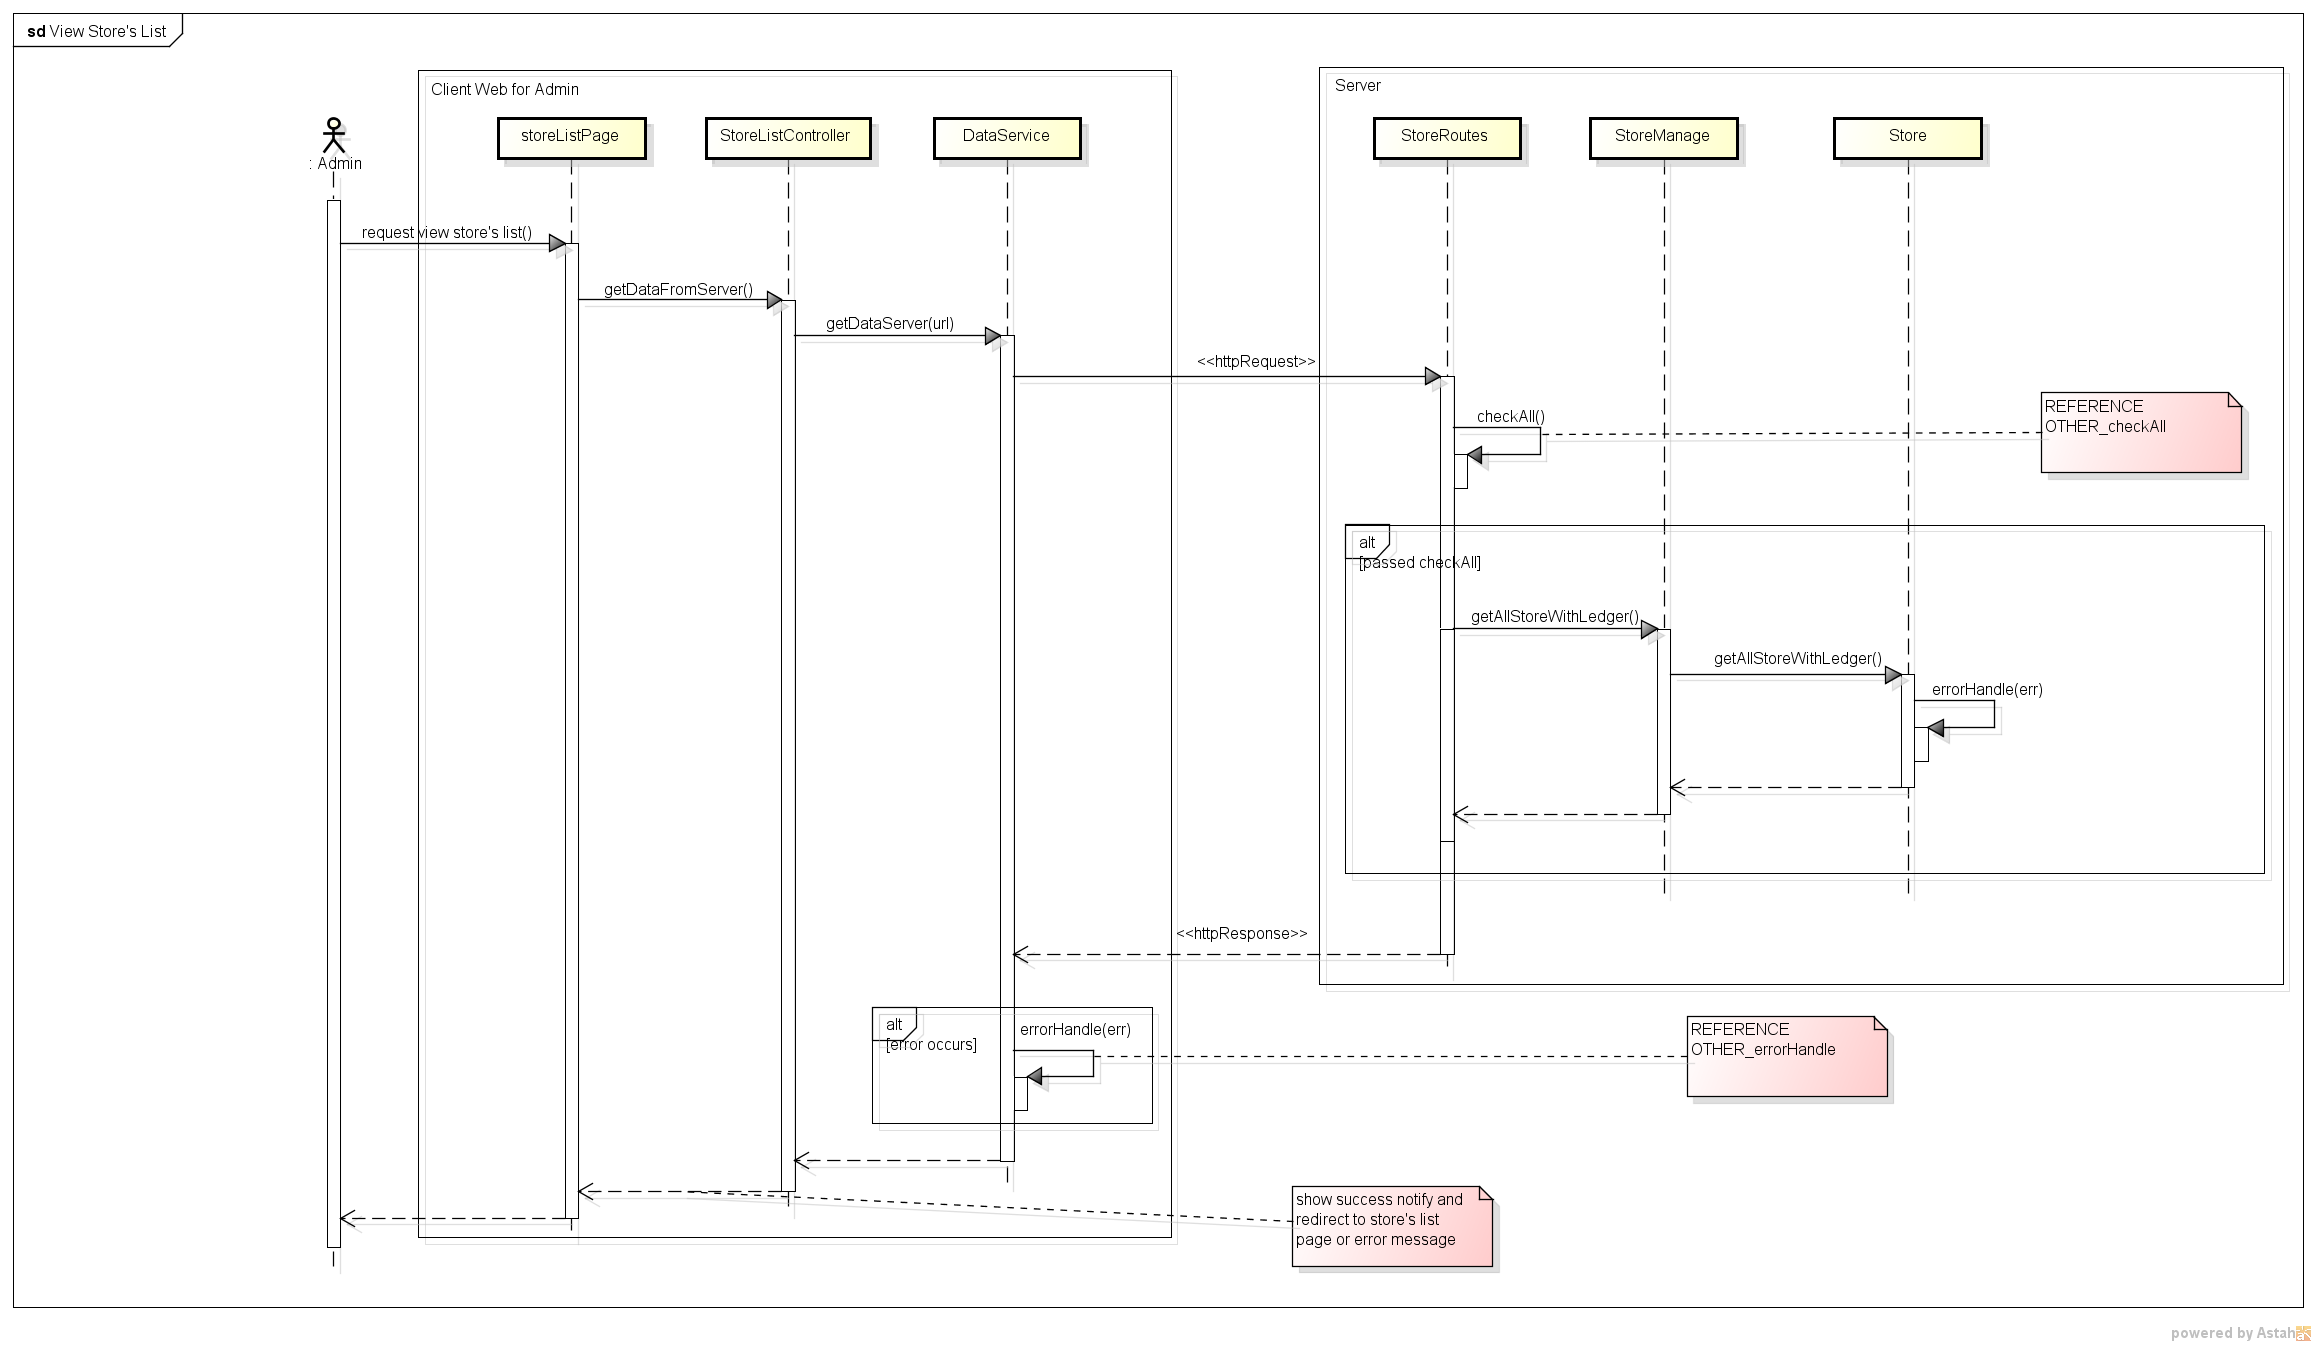 sd View Store's List
Client Web for Admin
Server
: Admin
storeListPage
StoreListController
DataService
StoreRoutes
StoreManage
Store
request view store's list()
getDataFromServer()
getDataServer(url)
<<httpRequest>>
checkAll()
REFERENCE
OTHER_checkAll
alt
[passed checkAll]
getAllStoreWithLedger()
getAllStoreWithLedger()
errorHandle(err)
<<httpResponse>>
alt
[error occurs]
errorHandle(err)
REFERENCE
OTHER_errorHandle
show success notify and
redirect to store's list
page or error message
powered by Astah